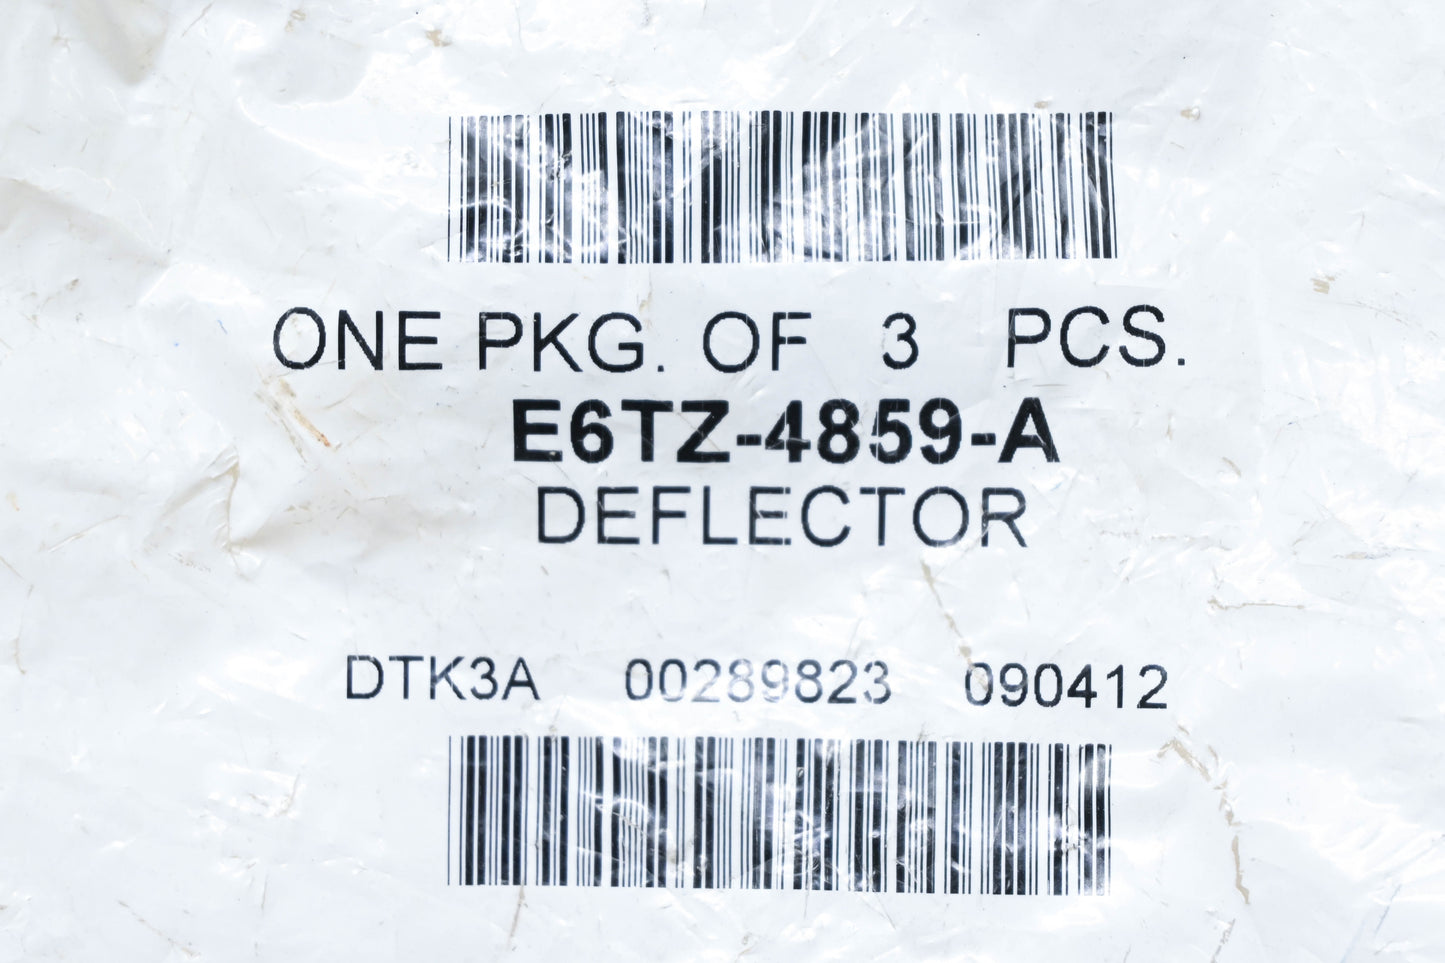 ONE PKG. OF 3 PCS.
E6TZ-4859-A
DEFLECTOR
DTK3A 00289823 090412